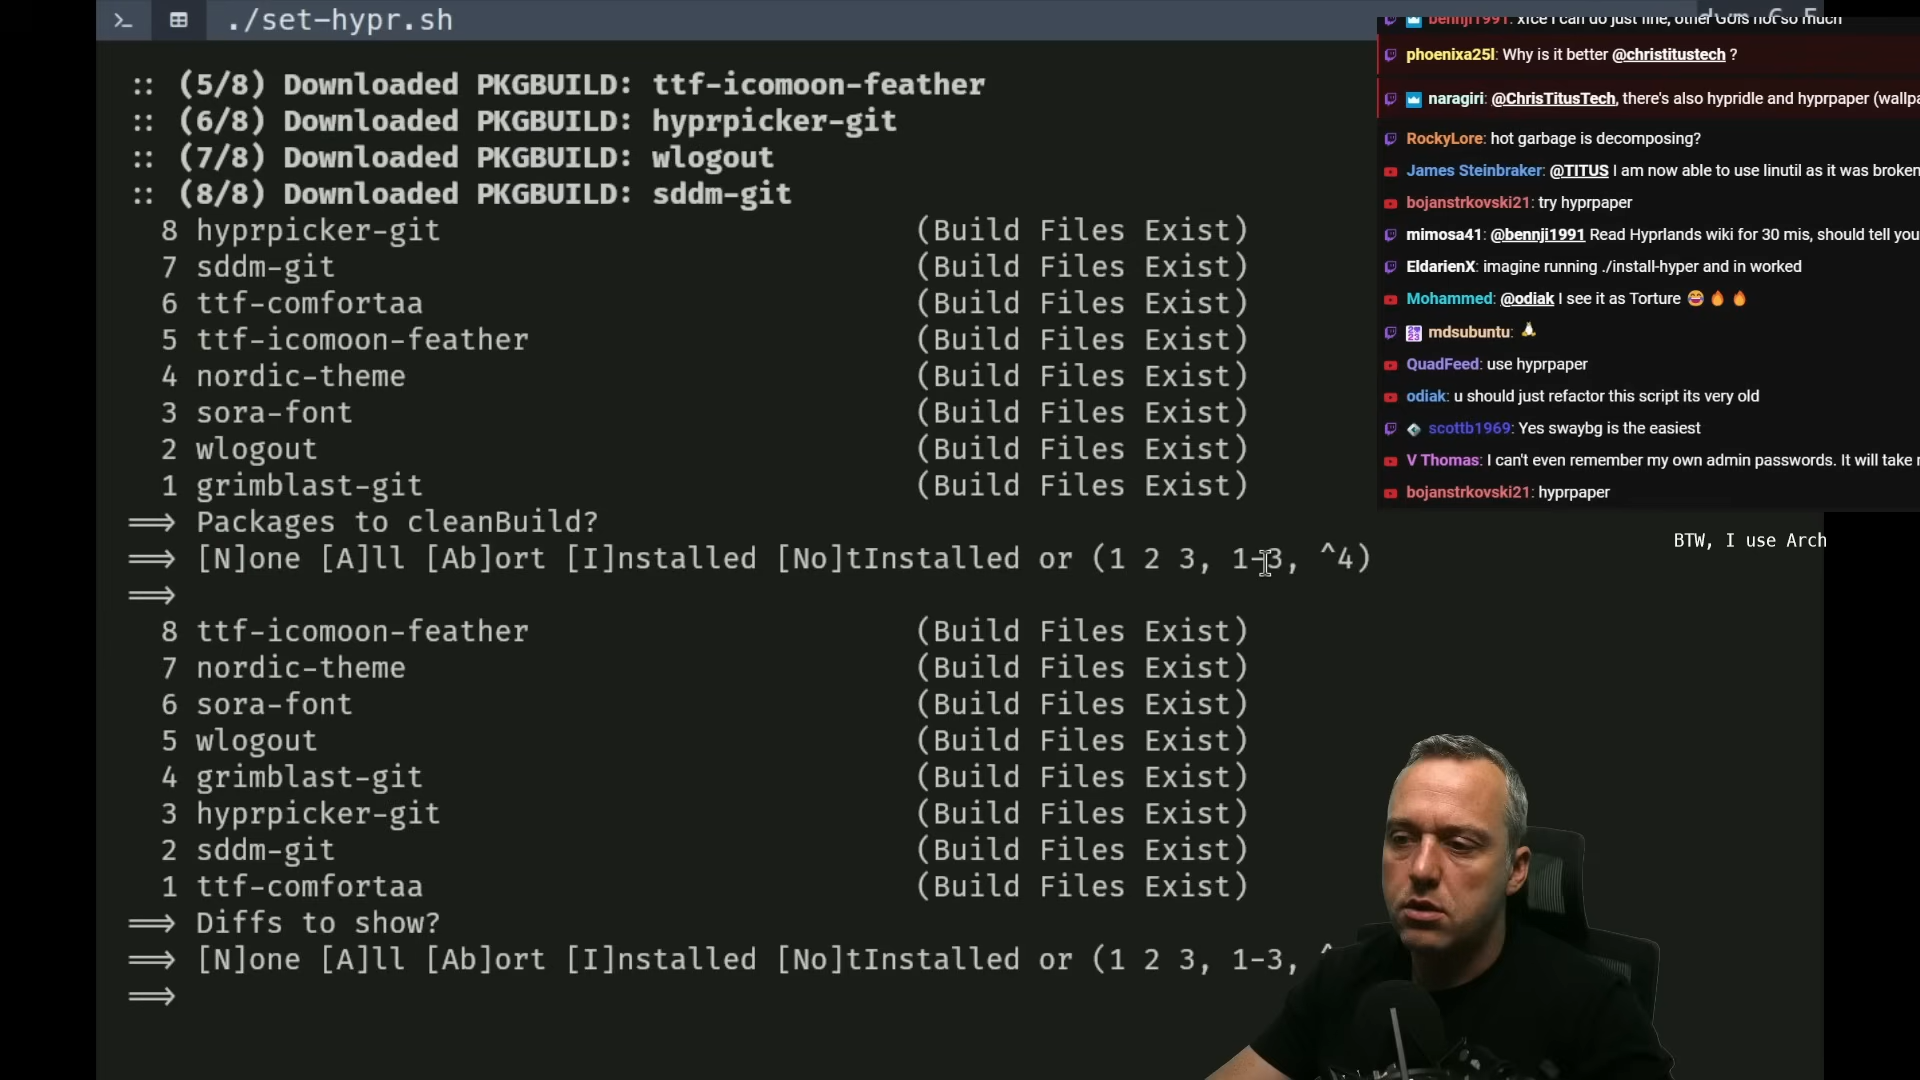 ./set-hypr.sh
:: (5/8) Downloaded PKGBUILD: ttf-icomoon-feather
:: (6/8) Downloaded PKGBUILD: hyprpicker-git
:: (7/8) Downloaded PKGBUILD: wlogout
:: (8/8) Downloaded PKGBUILD: sddm-git
8 hyprpicker-git (Build Files Exist)
7 sddm-git (Build Files Exist)
6 ttf-comfortaa (Build Files Exist)
5 ttf-icomoon-feather (Build Files Exist)
4 nordic-theme (Build Files Exist)
3 sora-font (Build Files Exist)
2 wlogout (Build Files Exist)
1 grimblast-git (Build Files Exist)
==> Packages to cleanBuild?
==> [N]one [A]ll [Ab]ort [I]nstalled [No]tInstalled or (1 2 3, 1-3, ^4)
==>
8 ttf-icomoon-feather (Build Files Exist)
7 nordic-theme (Build Files Exist)
6 sora-font (Build Files Exist)
5 wlogout (Build Files Exist)
4 grimblast-git (Build Files Exist)
3 hyprpicker-git (Build Files Exist)
2 sddm-git (Build Files Exist)
1 ttf-comfortaa (Build Files Exist)
==> Diffs to show?
==> [N]one [A]ll [Ab]ort [I]nstalled [No]tInstalled or (1 2 3, 1-3, ^
==>
bennji1991: xfce I can do just fine, other GUIs not so much
phoenixa25l: Why is it better @christitustech ?
naragiri: @ChrisTitusTech, there's also hypridle and hyprpaper (wallpa
RockyLore: hot garbage is decomposing?
James Steinbraker: @TITUS I am now able to use linutil as it was broken
bojanstrkovski21: try hyprpaper
mimosa41: @bennji1991 Read Hyprlands wiki for 30 mis, should tell you
EldarienX: imagine running ./install-hyper and in worked
Mohammed: @odiak I see it as Torture 😂🔥🔥
mdsubuntu:
QuadFeed: use hyprpaper
odiak: u should just refactor this script its very old
scottb1969: Yes swaybg is the easiest
V Thomas: I can't even remember my own admin passwords. It will take
bojanstrkovski21: hyprpaper
BTW, I use Arch